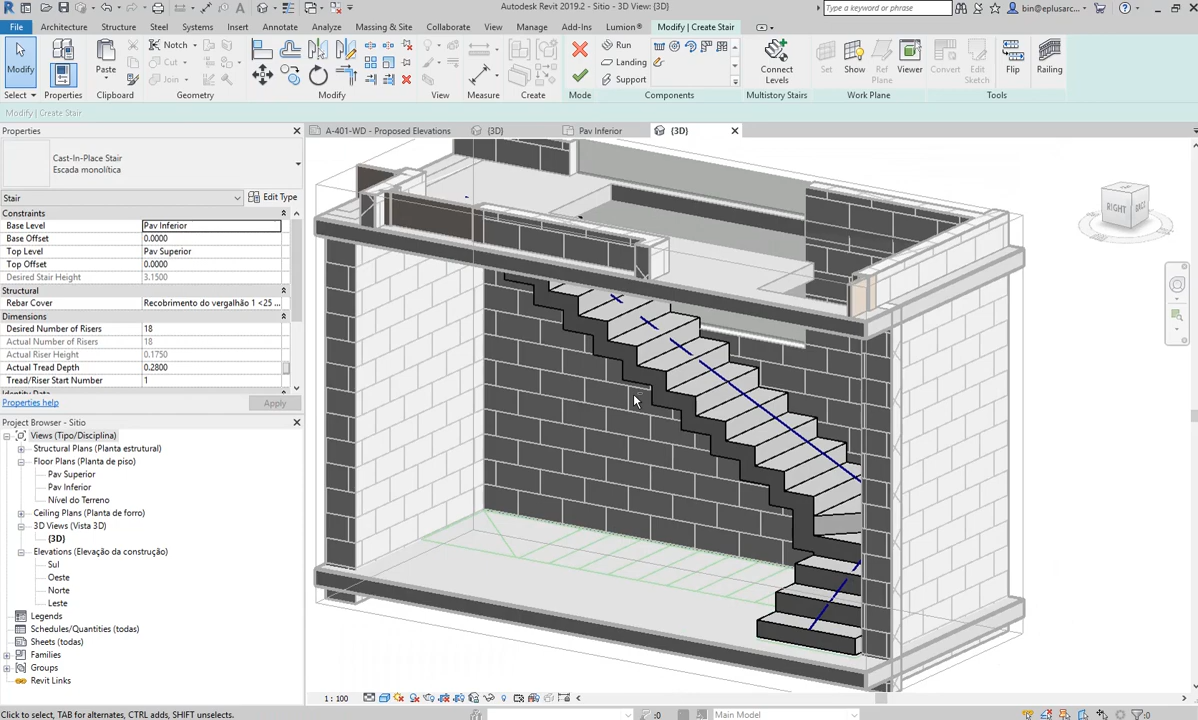 Autodesk Revit 2019.2 - Sitio - 3D View: {3D}
Type a keyword or phrase
bin@eplusarc...
File
Architecture
Structure
Steel
Systems
Insert
Annotate
Analyze
Massing & Site
Collaborate
View
Manage
Add-Ins
Lumion®
Modify | Create Stair
Modify
Select
Properties
Paste
Clipboard
Notch
Cut
Join
Geometry
Modify
View
Measure
Create
Mode
Run
Landing
Support
Components
Connect Levels
Multistory Stairs
Set
Show
Ref Plane
Viewer
Work Plane
Convert
Edit Sketch
Flip
Railing
Tools
Modify | Create Stair
Properties
Cast-In-Place Stair
Escada monolítica
Stair
Edit Type
Constraints
Base Level Pav Inferior
Base Offset 0.0000
Top Level Pav Superior
Top Offset 0.0000
Desired Stair Height 3.1500
Structural
Rebar Cover Recobrimento do vergalhão 1 <25 ...
Dimensions
Desired Number of Risers 18
Actual Number of Risers 18
Actual Riser Height 0.1750
Actual Tread Depth 0.2800
Tread/Riser Start Number 1
Identity Data
Properties help
Apply
Project Browser - Sitio
Views (Tipo/Disciplina)
Structural Plans (Planta estrutural)
Floor Plans (Planta de piso)
Pav Superior
Pav Inferior
Nível do Terreno
Ceiling Plans (Planta de forro)
3D Views (Vista 3D)
{3D}
Elevations (Elevação da construção)
Sul
Oeste
Norte
Leste
Legends
Schedules/Quantities (todas)
Sheets (todas)
Families
Groups
Revit Links
A-401-WD - Proposed Elevations
{3D}
Pav Inferior
{3D}
RIGHT
BACK
1 : 100
Click to select, TAB for alternates, CTRL adds, SHIFT unselects.
:0
Main Model
:0